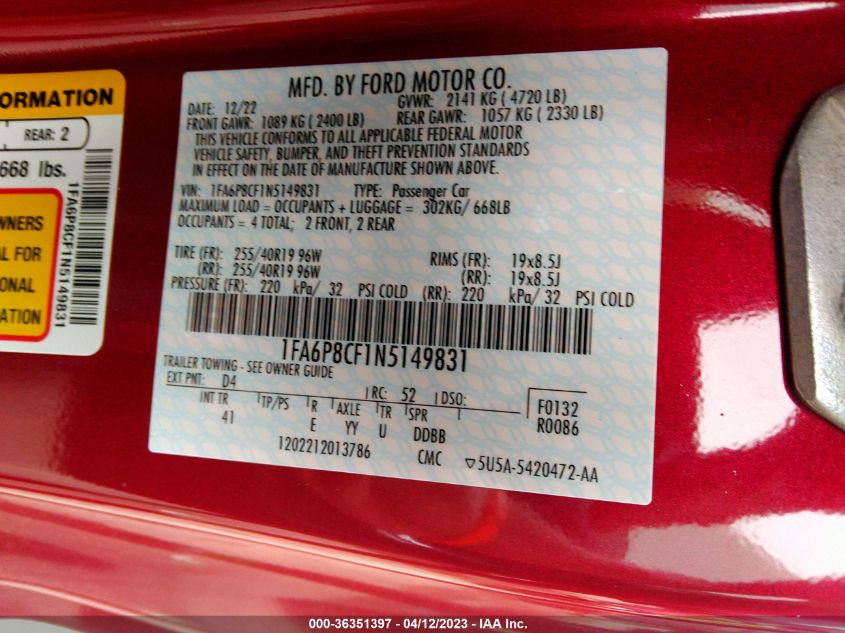 ORMATION
REAR: 2
668 lbs.
WNERS
AL FOR
ONAL
ATION
1FA6P8CF1N5149831
MFD. BY FORD MOTOR CO.
DATE: 12/22 GVWR: 2141 KG ( 4720 LB)
FRONT GAWR: 1089 KG ( 2400 LB) REAR GAWR: 1057 KG ( 2330 LB)
THIS VEHICLE CONFORMS TO ALL APPLICABLE FEDERAL MOTOR
VEHICLE SAFETY, BUMPER, AND THEFT PREVENTION STANDARDS
IN EFFECT ON THE DATE OF MANUFACTURE SHOWN ABOVE.
VIN: 1FA6P8CF1N5149831 TYPE: Passenger Car
MAXIMUM LOAD = OCCUPANTS + LUGGAGE = 302KG/ 668LB
OCCUPANTS = 4 TOTAL; 2 FRONT, 2 REAR
TIRE (FR): 255/40R19 96W RIMS (FR): 19x8.5J
(RR): 255/40R19 96W (RR): 19x8.5J
PRESSURE (FR): 220 kPa/ 32 PSI COLD (RR): 220 kPa/ 32 PSI COLD
1FA6P8CF1N5149831
TRAILER TOWING - SEE OWNER GUIDE
EXT PNT: D4 RC: 52 DSO:
INT TR TP/PS R AXLE TR SPR F0132
41 E YY U DDBB R0086
1202212013786 CMC ▽5U5A-5420472-AA
000-36351397 - 04/12/2023 - IAA Inc.